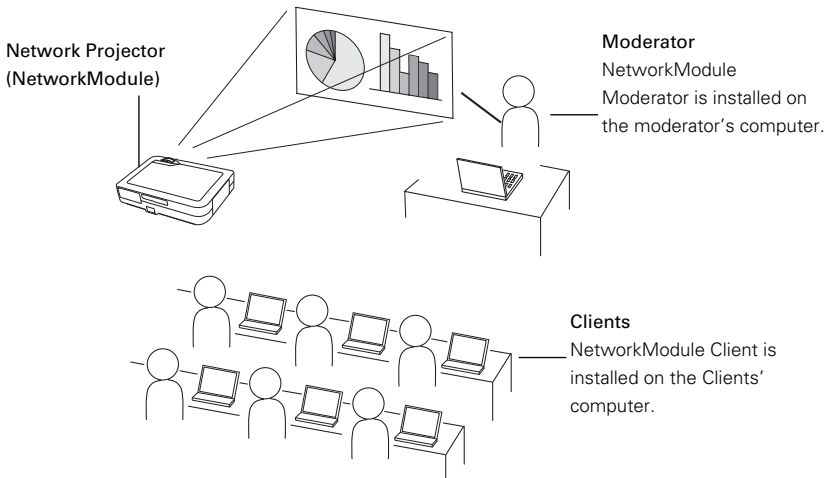 Network Projector
(NetworkModule)
Moderator
NetworkModule
Moderator is installed on
the moderator's computer.
Clients
NetworkModule Client is
installed on the Clients'
computer.